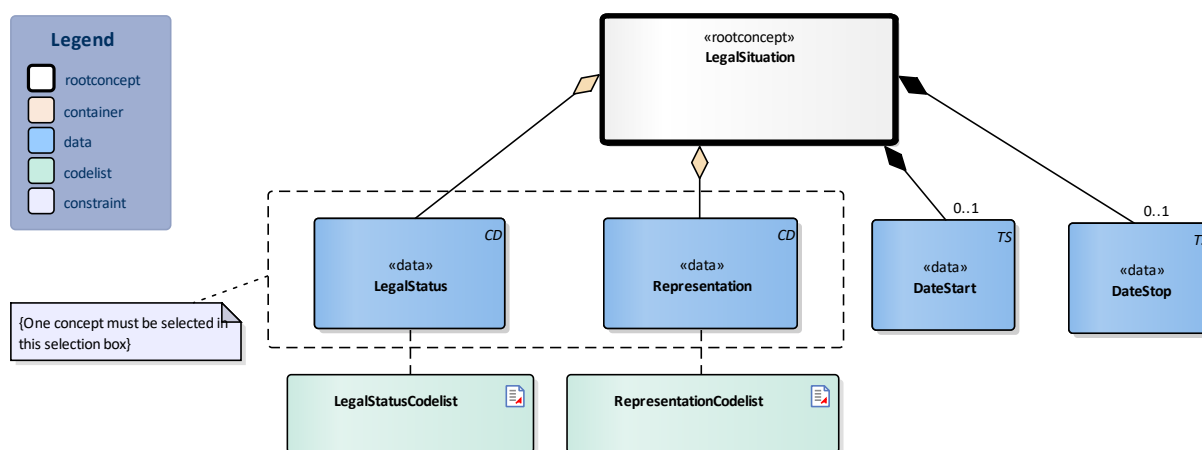 Legend
rootconcept
container
data
codelist
constraint
«rootconcept»
LegalSituation
0..1
0..1
CD
«data»
LegalStatus
CD
«data»
Representation
TS
«data»
DateStart
«data»
DateStop
{One concept must be selected in
this selection box}
LegalStatusCodelist
RepresentationCodelist